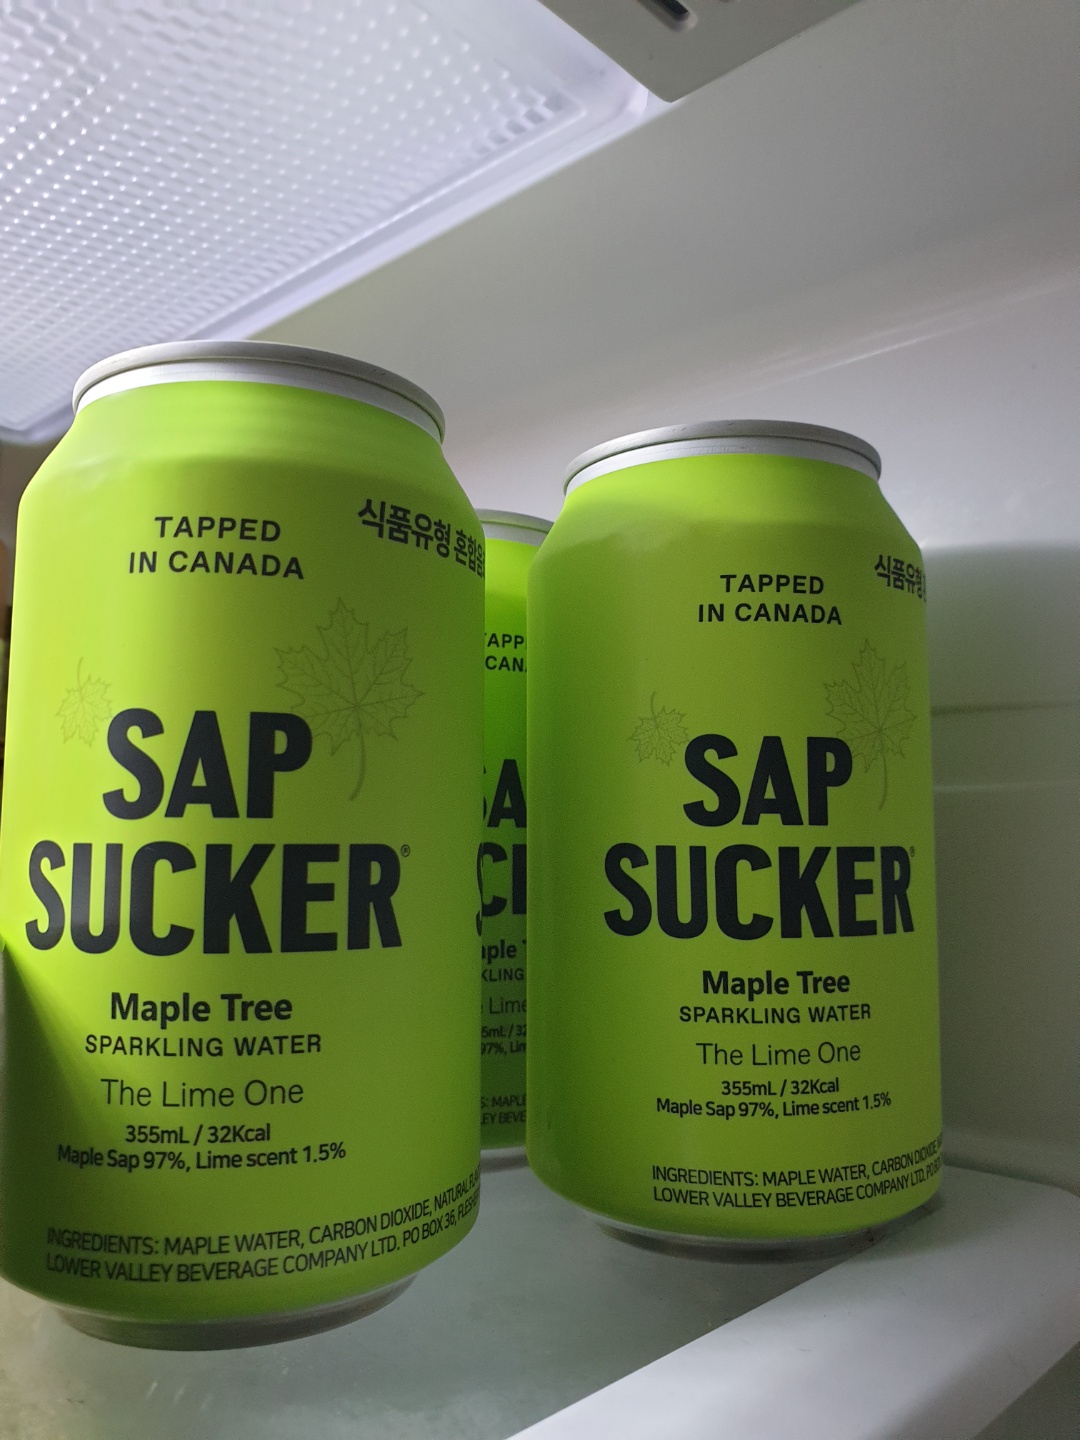 TAPPED
IN CANADA
식품유형 혼합음
SAP
SUCKER®
Maple Tree
SPARKLING WATER
The Lime One
355mL / 32Kcal
Maple Sap 97%, Lime scent 1.5%
INGREDIENTS: MAPLE WATER, CARBON DIOXIDE, NATURAL
LOWER VALLEY BEVERAGE COMPANY LTD. PO BOX 36,
TAPP
CAN
TAPPED
IN CANADA
식품유형
SAP
SUCKER®
Maple Tree
SPARKLING WATER
The Lime One
355mL / 32Kcal
Maple Sap 97%, Lime scent 1.5%
INGREDIENTS: MAPLE WATER, CARBON DIOXIDE,
LOWER VALLEY BEVERAGE COMPANY LTD.